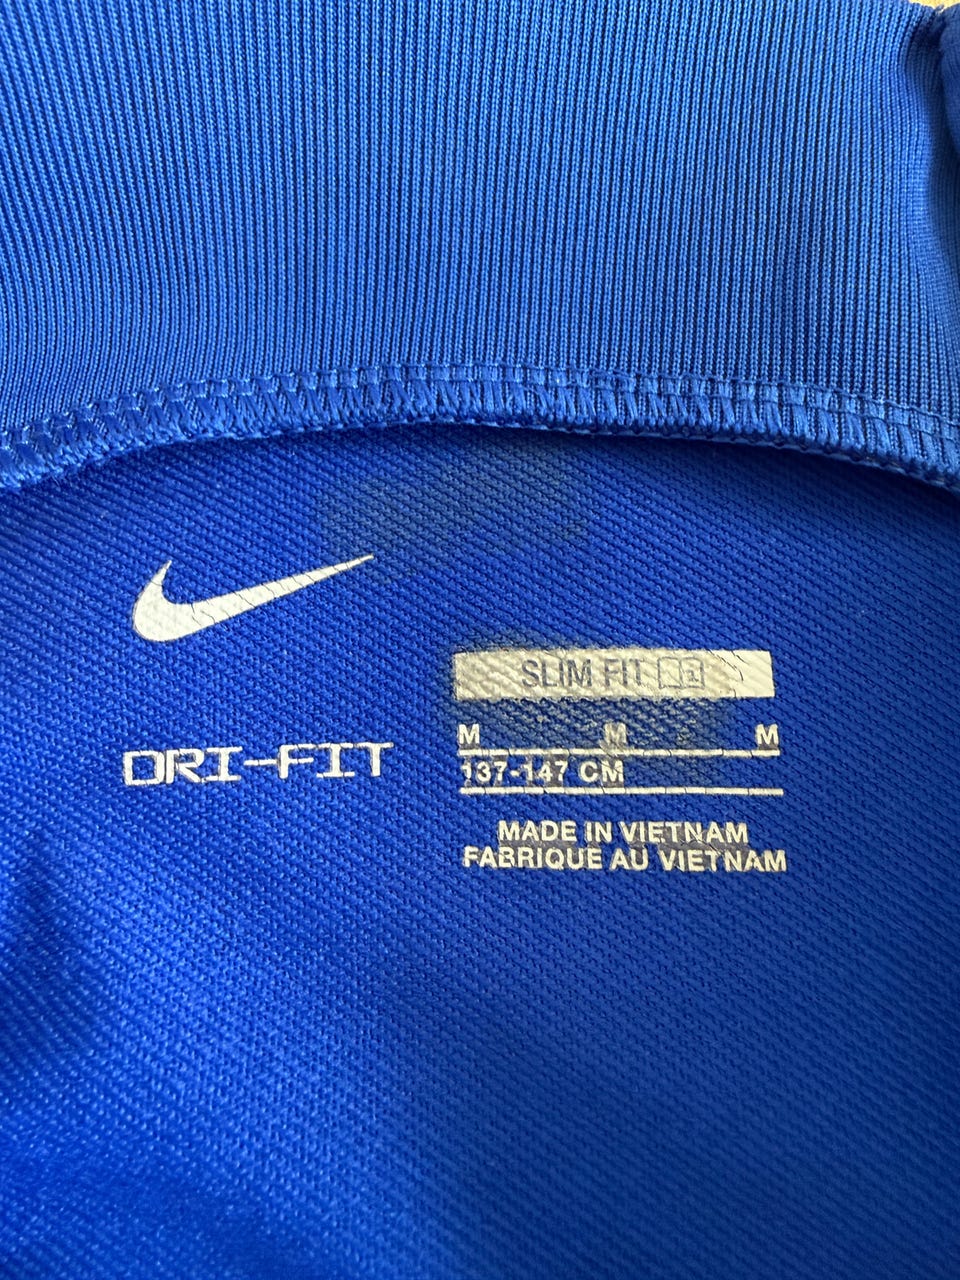 DRI-FIT
SLIM FIT
M M M
137-147 CM
MADE IN VIETNAM
FABRIQUE AU VIETNAM